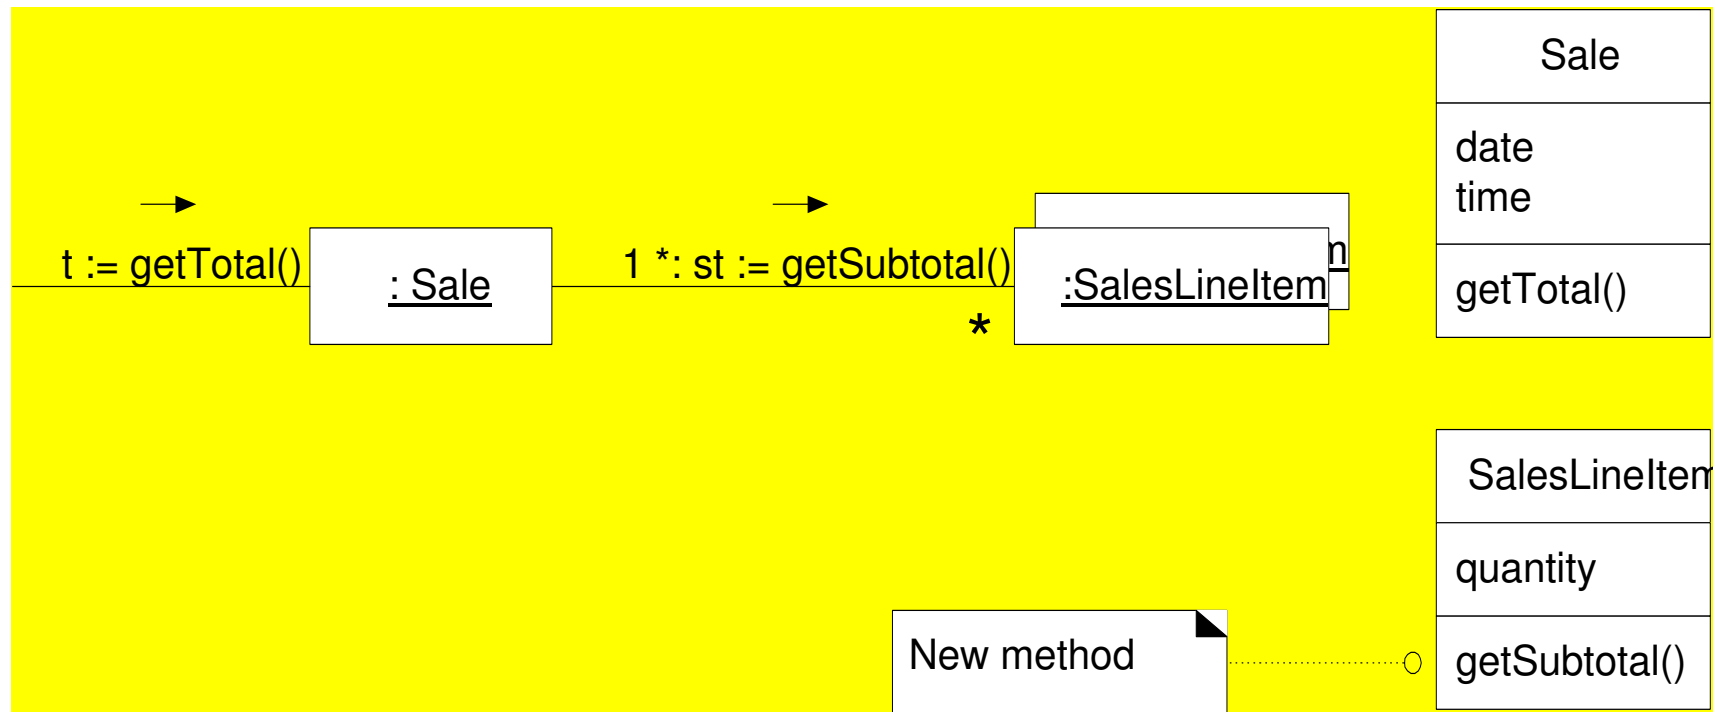 Sale
date
time
getTotal()
t := getTotal()
: Sale
1 *: st := getSubtotal()
:SalesLineItem
m
*
SalesLineItem
quantity
getSubtotal()
New method